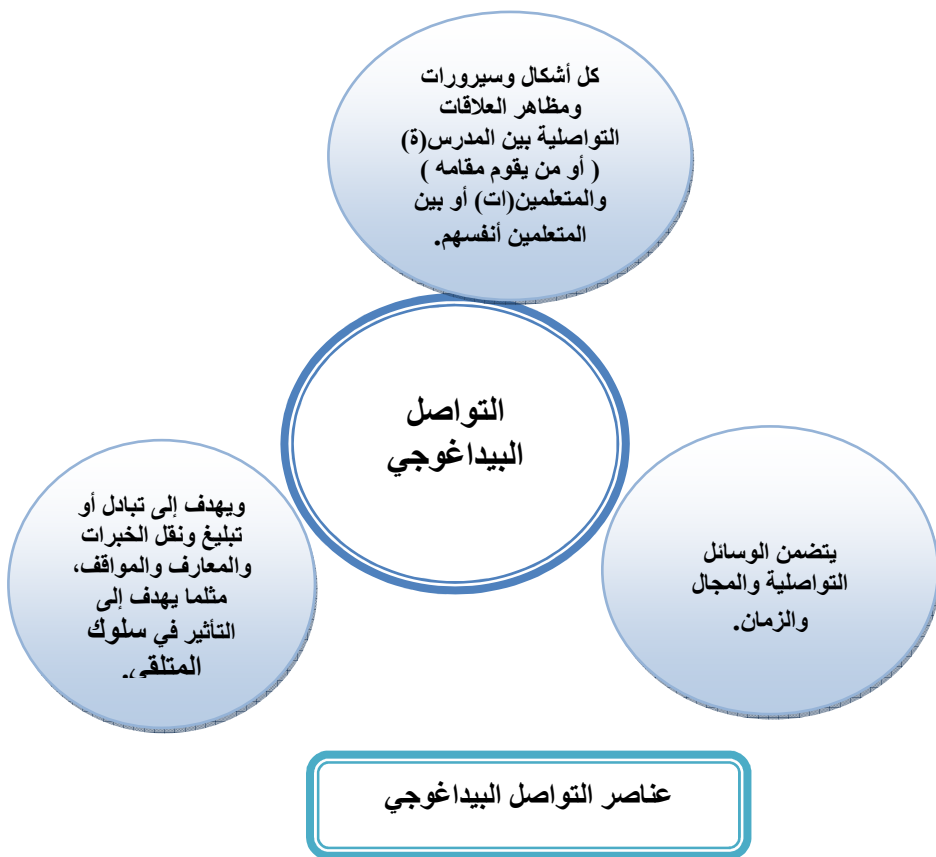 كل أشكال وسيرورات
ومظاهر العلاقات
التواصلية بين المدرس(ة)
( أو من يقوم مقامه )
والمتعلمين(ات) أو بين
المتعلمين أنفسهم.
التواصل
البيداغوجي
يتضمن الوسائل
التواصلية والمجال
والزمان.
ويهدف إلى تبادل أو
تبليغ ونقل الخبرات
والمعارف والمواقف،
مثلما يهدف إلى
التأثير في سلوك
المتلقي.
عناصر التواصل البيداغوجي